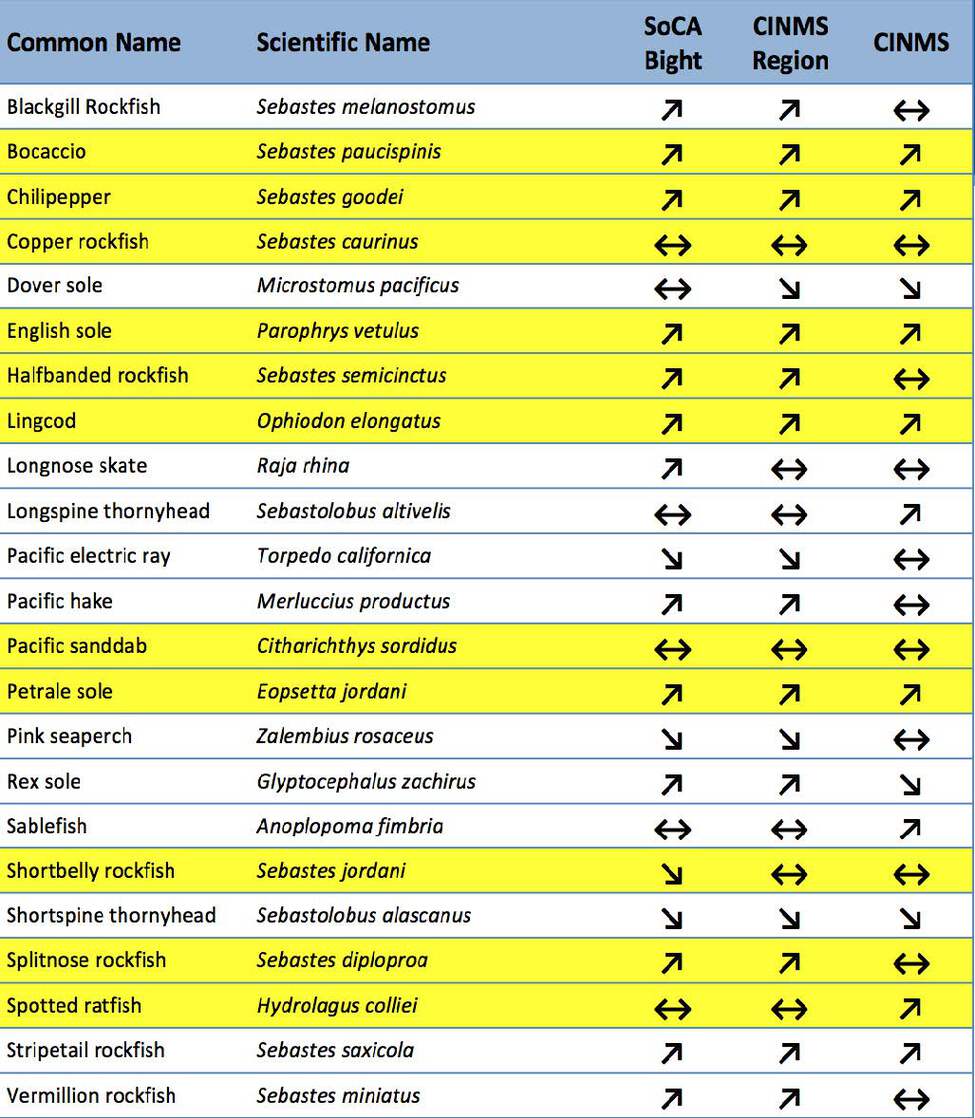 Common Name Scientific Name SoCA Bight CINMS Region CINMS
Blackgill Rockfish Sebastes melanostomus ↗ ↗ ↔
Bocaccio Sebastes paucispinis ↗ ↗ ↗
Chilipepper Sebastes goodei ↗ ↗ ↗
Copper rockfish Sebastes caurinus ↔ ↔ ↔
Dover sole Microstomus pacificus ↔ ↘ ↘
English sole Parophrys vetulus ↗ ↗ ↗
Halfbanded rockfish Sebastes semicinctus ↗ ↗ ↔
Lingcod Ophiodon elongatus ↗ ↗ ↗
Longnose skate Raja rhina ↗ ↔ ↔
Longspine thornyhead Sebastolobus altivelis ↔ ↔ ↗
Pacific electric ray Torpedo californica ↘ ↘ ↔
Pacific hake Merluccius productus ↗ ↗ ↔
Pacific sanddab Citharichthys sordidus ↔ ↔ ↔
Petrale sole Eopsetta jordani ↗ ↗ ↗
Pink seaperch Zalembius rosaceus ↘ ↘ ↔
Rex sole Glyptocephalus zachirus ↗ ↗ ↘
Sablefish Anoplopoma fimbria ↔ ↔ ↗
Shortbelly rockfish Sebastes jordani ↘ ↔ ↔
Shortspine thornyhead Sebastolobus alascanus ↘ ↘ ↘
Splitnose rockfish Sebastes diploproa ↗ ↗ ↔
Spotted ratfish Hydrolagus colliei ↔ ↔ ↗
Stripetail rockfish Sebastes saxicola ↗ ↗ ↗
Vermillion rockfish Sebastes miniatus ↗ ↗ ↔